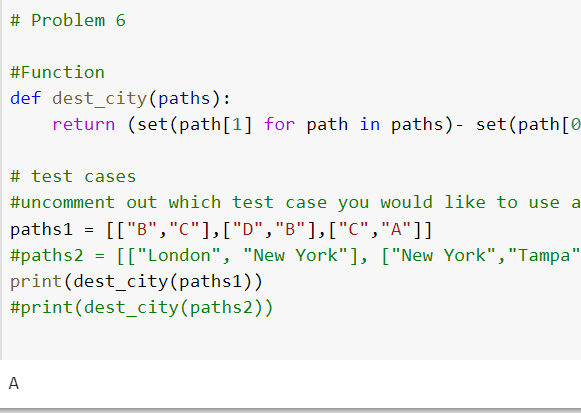 # Problem 6
#Function
def dest_city(paths):
return (set(path[1] for path in paths)- set(path[0
# test cases
#uncomment out which test case you would like to use a
paths1 = [["B","C"],["D","B"],["C","A"]]
#paths2 = [["London", "New York"], ["New York","Tampa"
print(dest_city(paths1))
#print(dest_city(paths2))
A